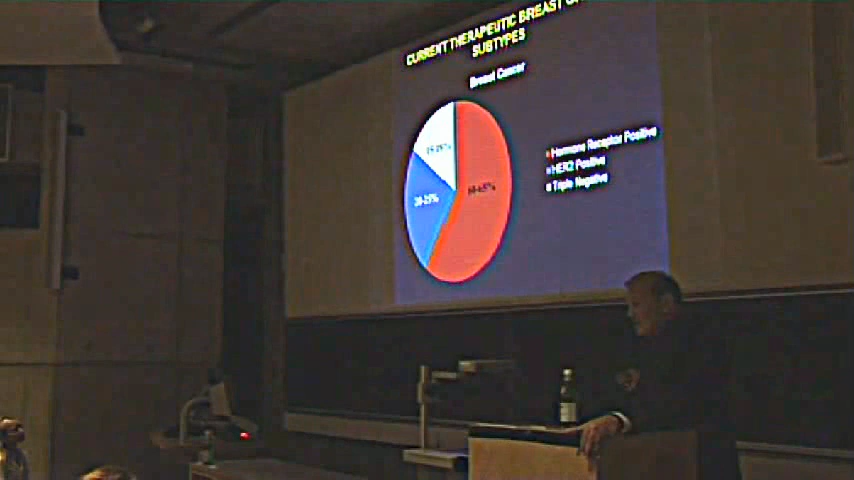 CURRENT THERAPEUTIC BREAST
SUBTYPES
Breast Cancer
Hormone Receptor Positive
HER2 Positive
Triple Negative